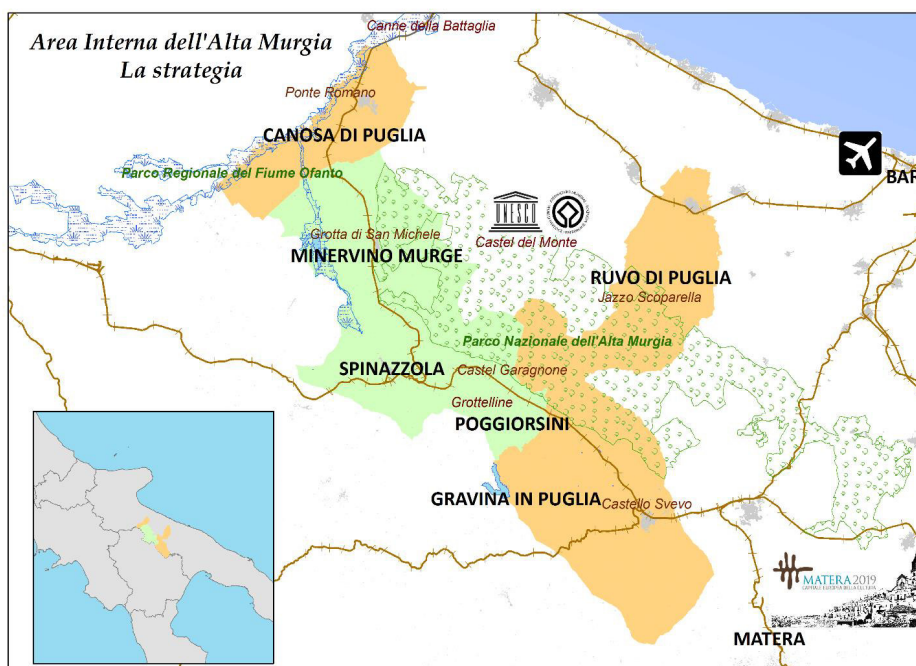 Canne della Battaglia
Area Interna dell'Alta Murgia
La strategia
Ponte Romano
CANOSA DI PUGLIA
Parco Regionale del Fiume Ofanto
UNESCO
BAR
Grotta di San Michele
Castel del Monte
MINERVINO MURGE
RUVO DI PUGLIA
Jazzo Scoparella
Parco Nazionale dell'Alta Murgia
SPINAZZOLA
Castel Garagnone
Grottelline
POGGIORSINI
GRAVINA IN PUGLIA
Castello Svevo
MATERA2019
MATERA